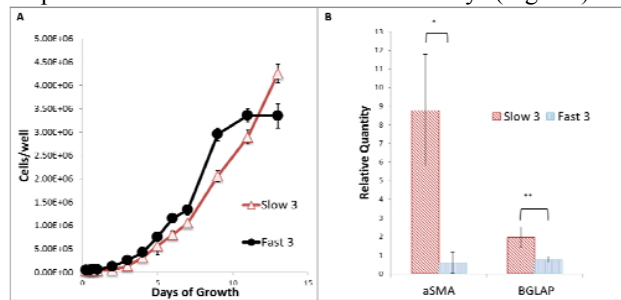 A
5.00E+06
4.50E+06
4.00E+06
3.50E+06
3.00E+06
2.50E+06
2.00E+06
1.50E+06
1.00E+06
5.00E+05
0.00E+00
Cells/well
0 5 10 15
Days of Growth
Slow 3
Fast 3
B
13
12
11
10
9
8
7
6
5
4
3
2
1
0
Relative Quantity
*
**
Slow 3 Fast 3
aSMA BGLAP